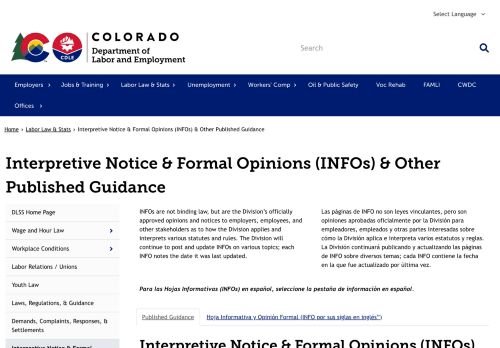 Select Language
COLORADO
Department of
Labor and Employment
CDLE
Search
Employers
Jobs & Training
Labor Law & Stats
Unemployment
Workers' Comp
Oil & Public Safety
Voc Rehab
FAMLI
CWDC
Offices
Home › Labor Law & Stats › Interpretive Notice & Formal Opinions (INFOs) & Other Published Guidance
Interpretive Notice & Formal Opinions (INFOs) & Other
Published Guidance
DLSS Home Page
Wage and Hour Law
Workplace Conditions
Labor Relations / Unions
Youth Law
Laws, Regulations, & Guidance
Demands, Complaints, Responses, &
Settlements
Interpretive Notice & Formal
INFOs are not binding law, but are the Division's officially
approved opinions and notices to employers, employees, and
other stakeholders as to how the Division applies and
interprets various statutes and rules. The Division will
continue to post and update INFOs on various topics; each
INFO notes the date it was last updated.
Las páginas de INFO no son leyes vinculantes, pero son
opiniones aprobadas oficialmente por la División para
empleadores, empleados y otras partes interesadas sobre
cómo la División aplica e interpreta varios estatutos y reglas.
La División continuará publicando y actualizando las páginas
de INFO sobre diversos temas; cada INFO contiene la fecha
en la que fue actualizado por última vez.
Para las Hojas Informativas (INFOs) en español, seleccione la pestaña de información en español.
Published Guidance
Hoja Informativa y Opinión Formal (INFO por sus siglas en inglés")
Interpretive Notice & Formal Opinions (INFOs)